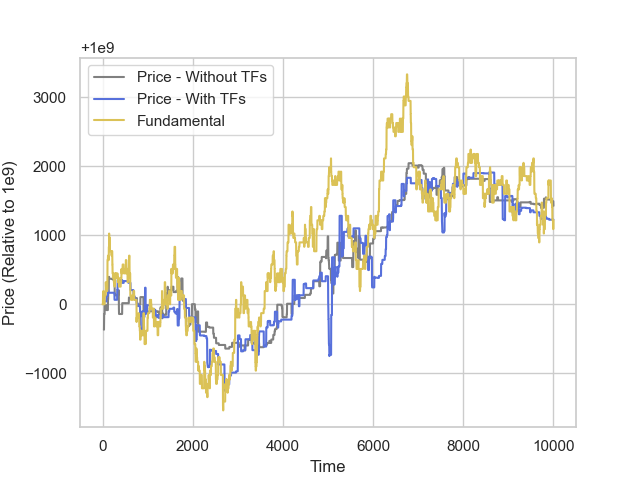 +1e9
Price - Without TFs
Price - With TFs
Fundamental
3000
2000
1000
0
−1000
Price (Relative to 1e9)
0
2000
4000
6000
8000
10000
Time